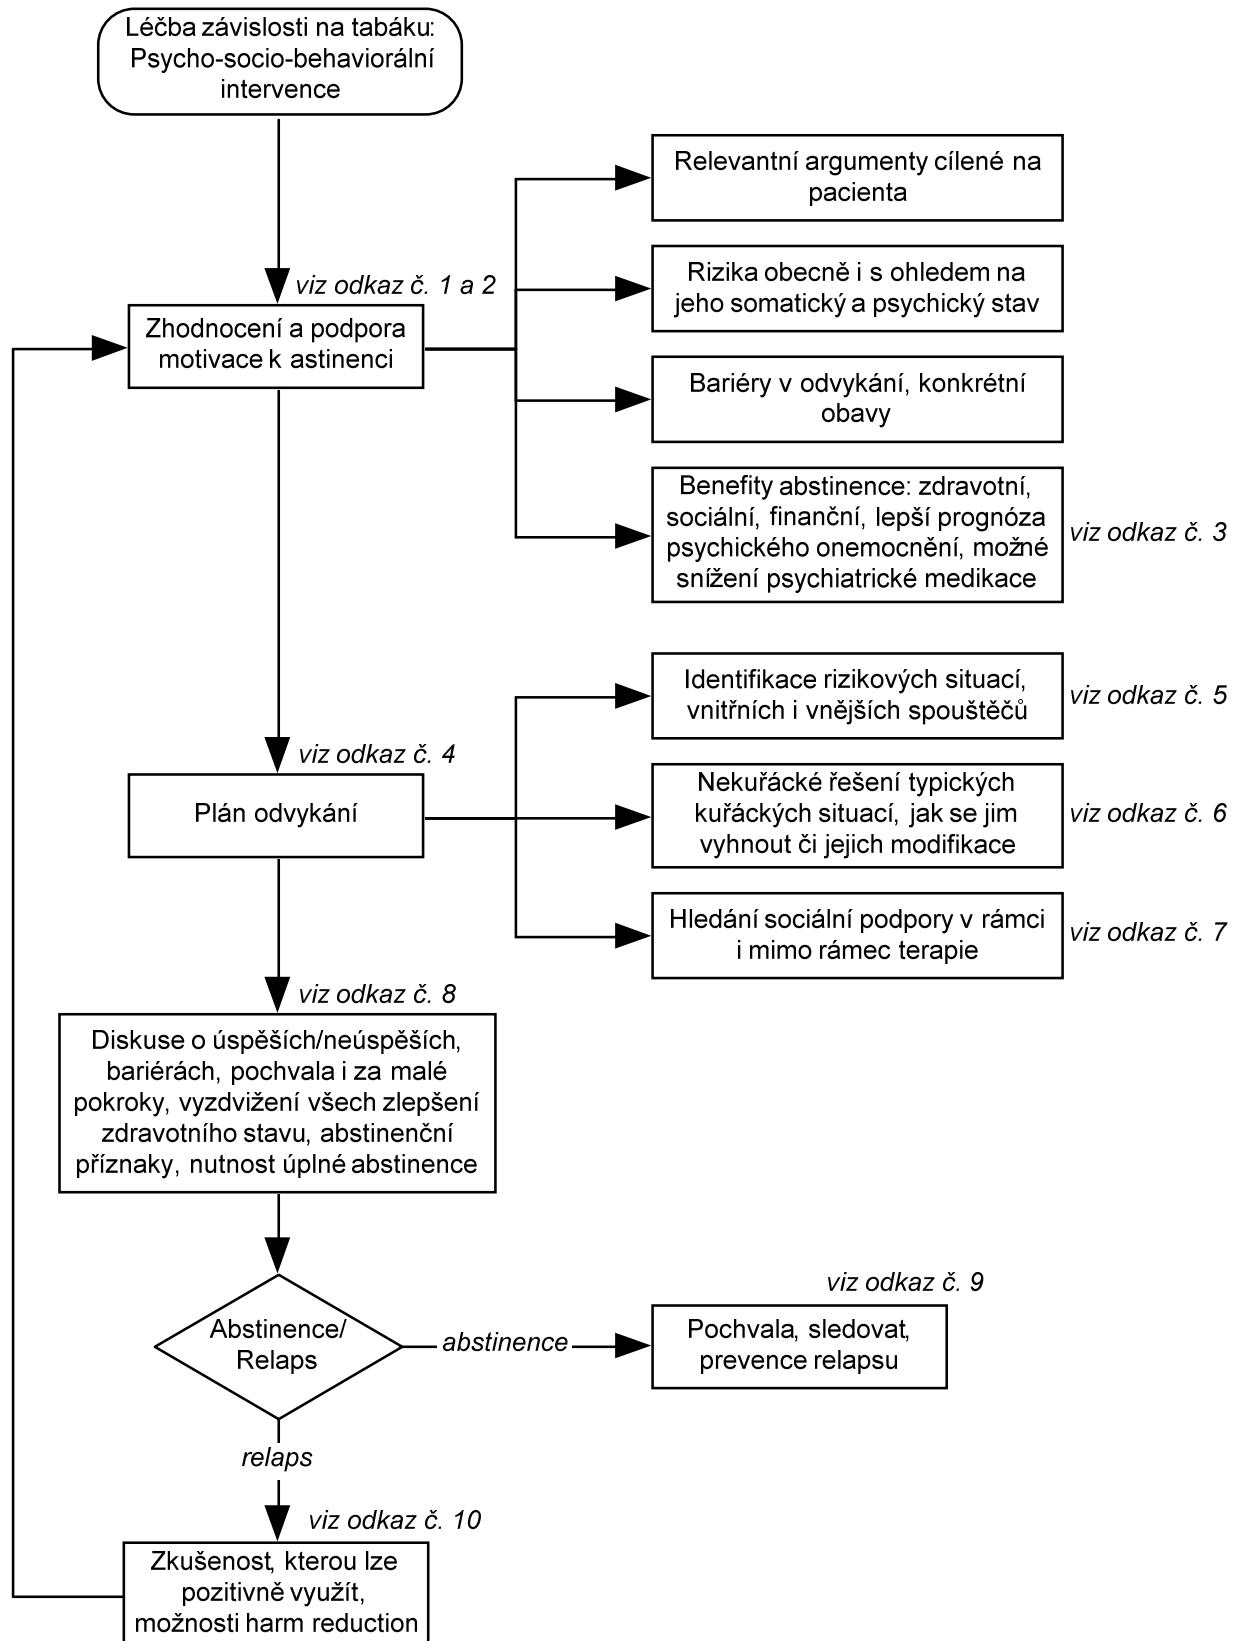 Léčba závislosti na tabáku:
Psycho-socio-behaviorální
intervence
viz odkaz č. 1 a 2
Zhodnocení a podpora
motivace k astinenci
Relevantní argumenty cílené na
pacienta
Rizika obecně i s ohledem na
jeho somatický a psychický stav
Bariéry v odvykání, konkrétní
obavy
Benefity abstinence: zdravotní,
sociální, finanční, lepší prognóza
psychického onemocnění, možné
snížení psychiatrické medikace
viz odkaz č. 3
viz odkaz č. 4
Plán odvykání
Identifikace rizikových situací,
vnitřních i vnějších spouštěčů
viz odkaz č. 5
Nekuřácké řešení typických
kuřáckých situací, jak se jim
vyhnout či jejich modifikace
viz odkaz č. 6
Hledání sociální podpory v rámci
i mimo rámec terapie
viz odkaz č. 7
viz odkaz č. 8
Diskuse o úspěších/neúspěších,
bariérách, pochvala i za malé
pokroky, vyzdvižení všech zlepšení
zdravotního stavu, abstinenční
příznaky, nutnost úplné abstinence
Abstinence/
Relaps
abstinence
viz odkaz č. 9
Pochvala, sledovat,
prevence relapsu
relaps
viz odkaz č. 10
Zkušenost, kterou lze
pozitivně využít,
možnosti harm reduction